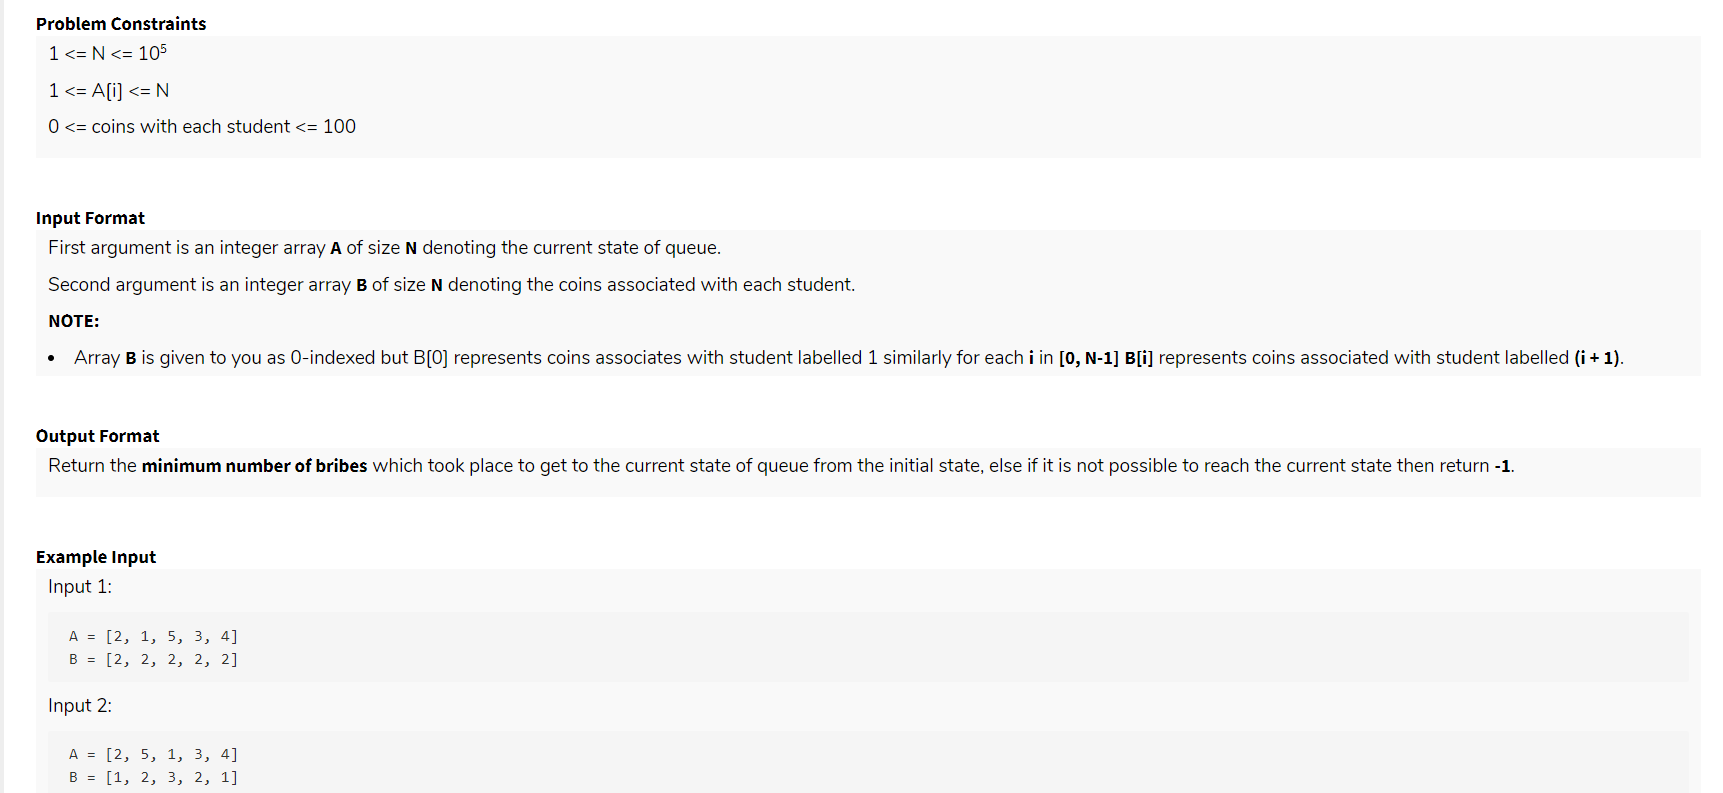 Problem Constraints
1 <= N <= 10⁵
1 <= A[i] <= N
0 <= coins with each student <= 100
Input Format
First argument is an integer array A of size N denoting the current state of queue.
Second argument is an integer array B of size N denoting the coins associated with each student.
NOTE:
• Array B is given to you as 0-indexed but B[0] represents coins associates with student labelled 1 similarly for each i in [0, N-1] B[i] represents coins associated with student labelled (i + 1).
Output Format
Return the minimum number of bribes which took place to get to the current state of queue from the initial state, else if it is not possible to reach the current state then return -1.
Example Input
Input 1:
A = [2, 1, 5, 3, 4]
B = [2, 2, 2, 2, 2]
Input 2:
A = [2, 5, 1, 3, 4]
B = [1, 2, 3, 2, 1]